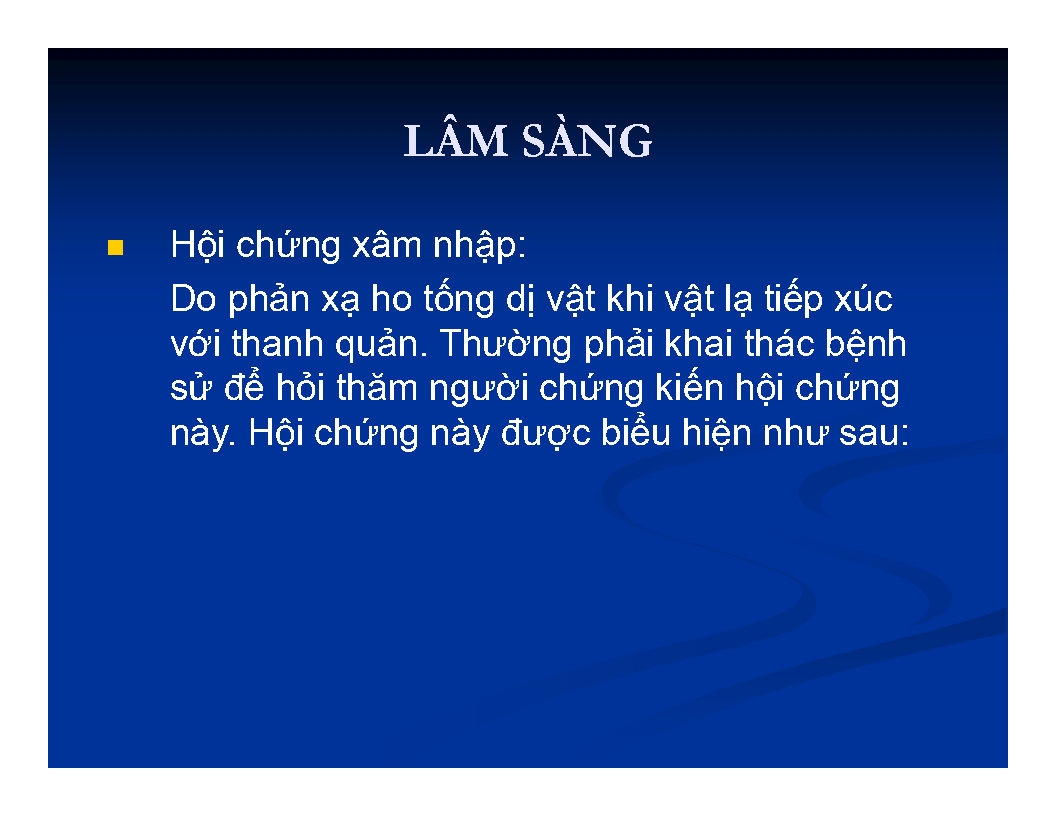 LÂM SÀNG
Hội chứng xâm nhập:
Do phản xạ ho tống dị vật khi vật lạ tiếp xúc
với thanh quản. Thường phải khai thác bệnh
sử để hỏi thăm người chứng kiến hội chứng
này. Hội chứng này được biểu hiện như sau: